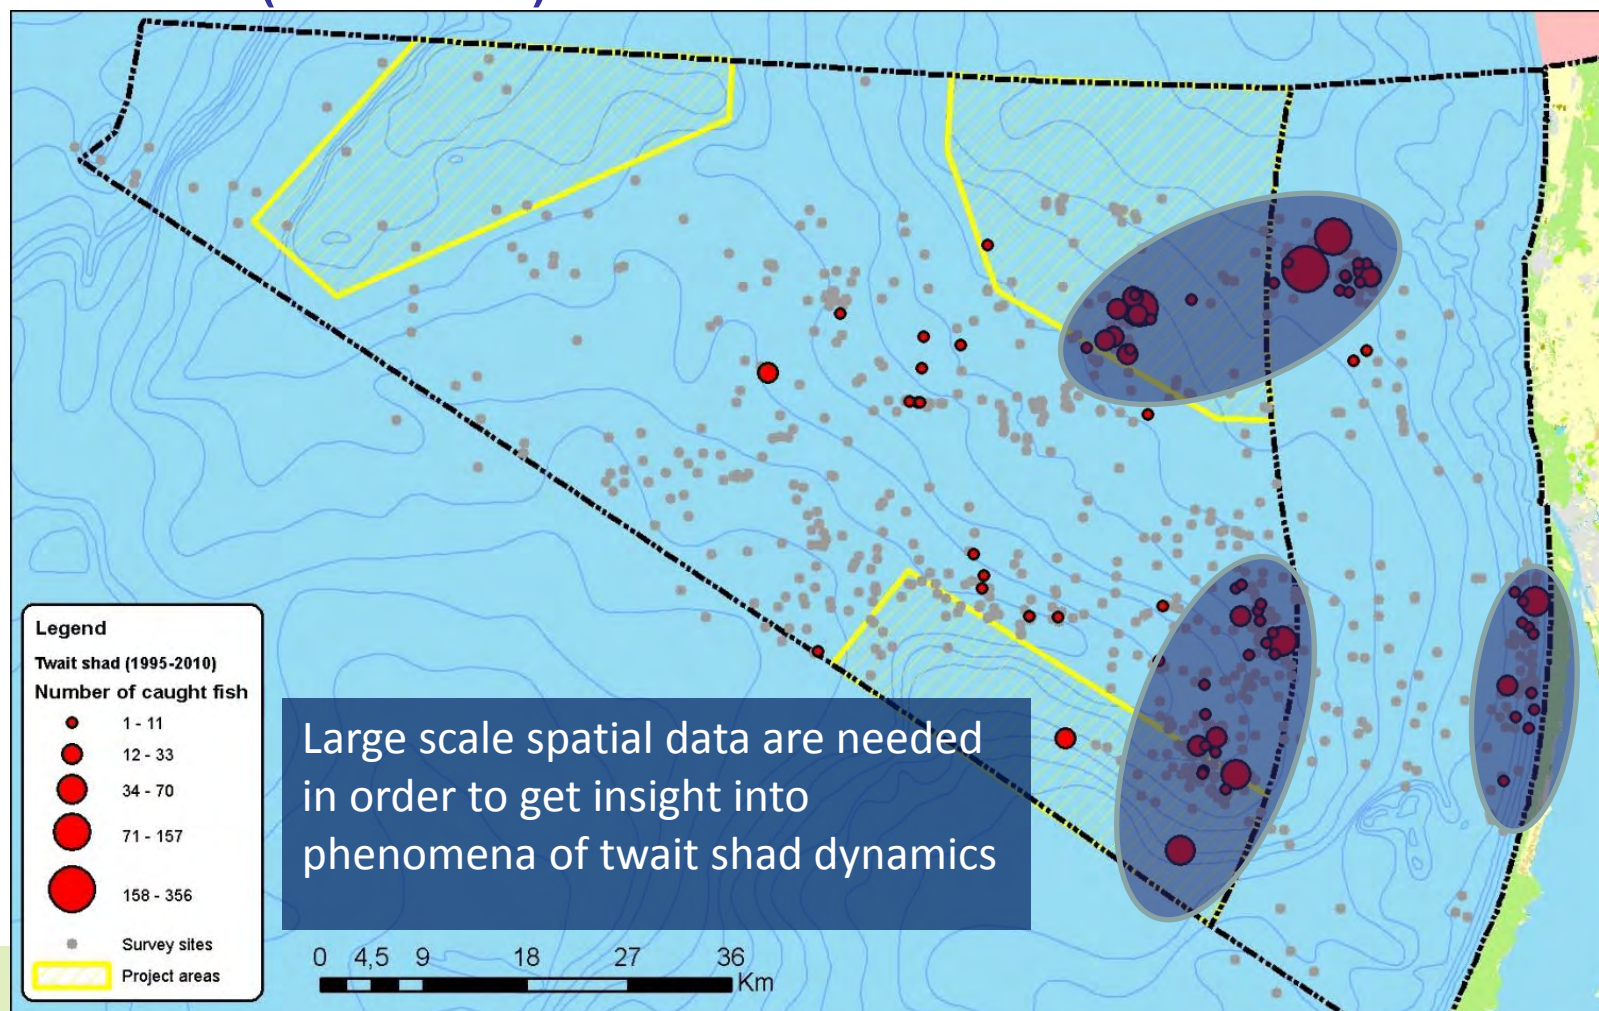 Legend
Twait shad (1995-2010)
Number of caught fish
1 - 11
12 - 33
34 - 70
71 - 157
158 - 356
Survey sites
Project areas
Large scale spatial data are needed
in order to get insight into
phenomena of twait shad dynamics
0 4,5 9 18 27 36
Km